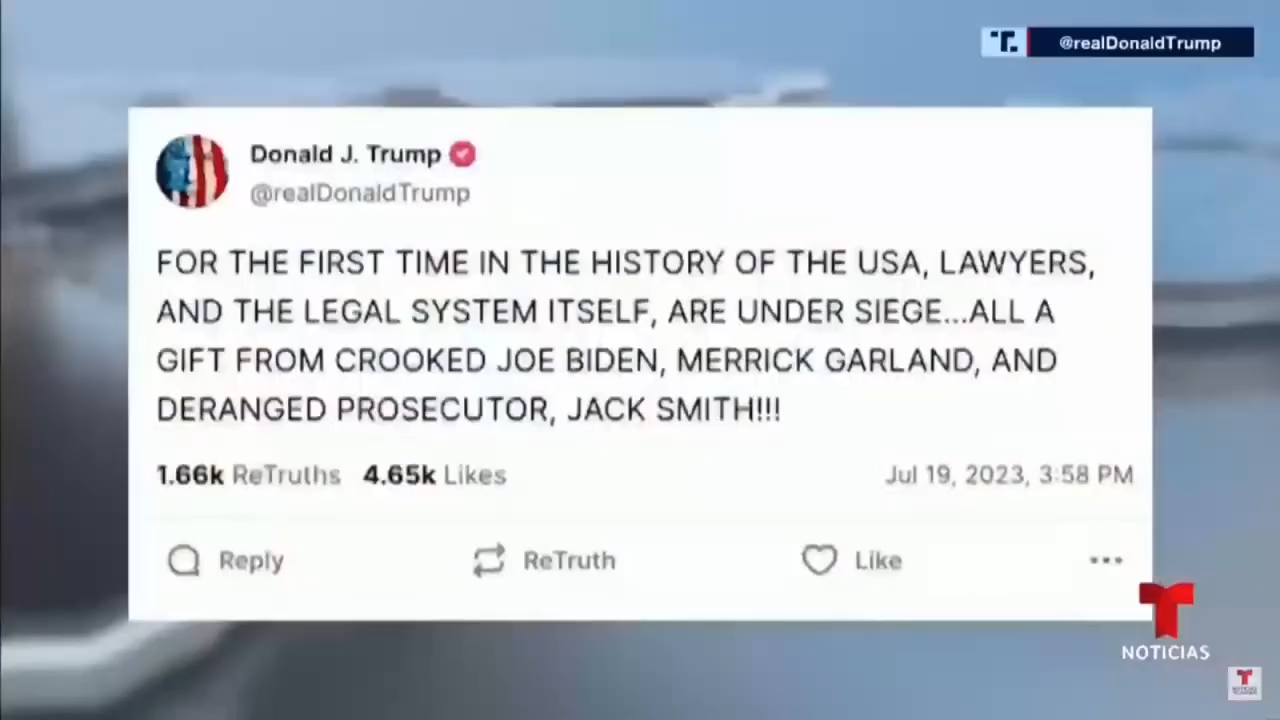 T.
@realDonaldTrump
Donald J. Trump
@realDonaldTrump
FOR THE FIRST TIME IN THE HISTORY OF THE USA, LAWYERS,
AND THE LEGAL SYSTEM ITSELF, ARE UNDER SIEGE...ALL A
GIFT FROM CROOKED JOE BIDEN, MERRICK GARLAND, AND
DERANGED PROSECUTOR, JACK SMITH!!!
1.66k ReTruths 4.65k Likes Jul 19, 2023, 3:58 PM
Reply ReTruth Like
NOTICIAS